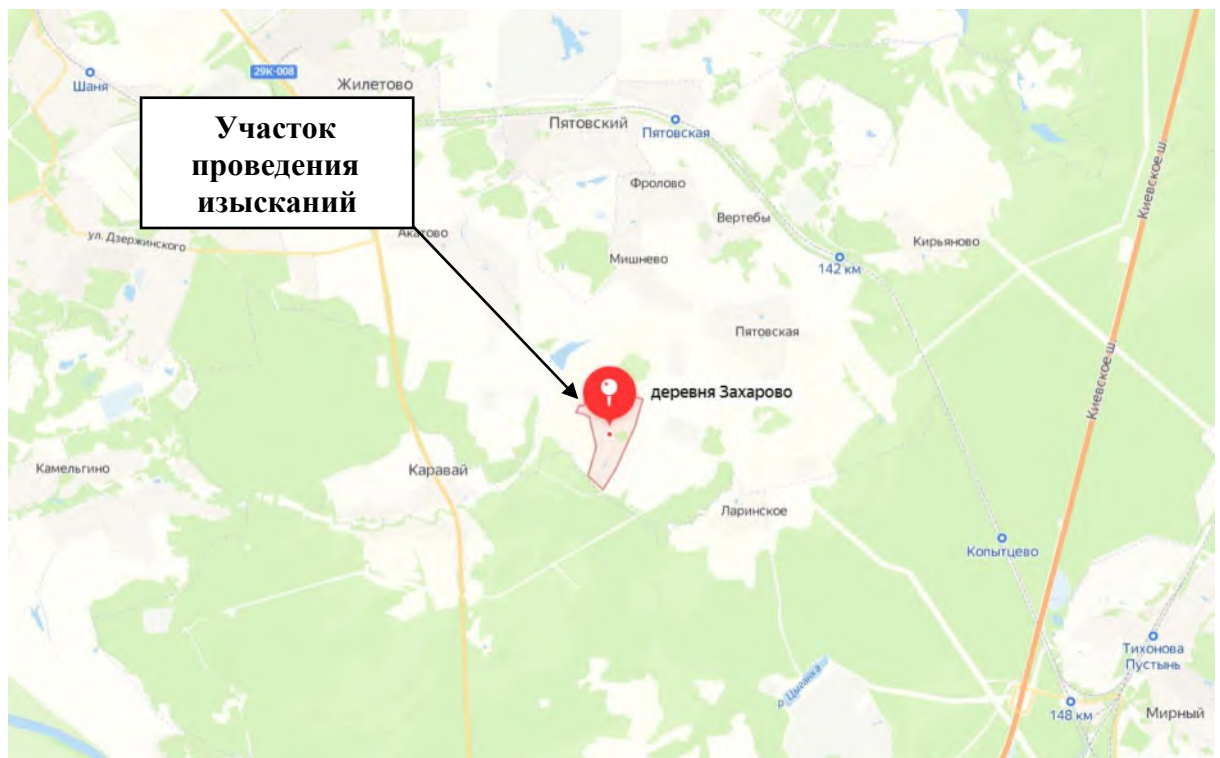 Шаня
29К-008
Жилетово
Участок
проведения
изысканий
Пятовский
Пятовская
Фролово
Вертебы
ул. Дзержинского
Акатово
Мишнево
Кирьяново
142 км
Киевское ш.
Пятовская
Киевское ш.
деревня Захарово
Камельгино
Каравай
Ларинское
Копытцево
Тихонова
Пустынь
р. Цыганка
148 км
Мирный